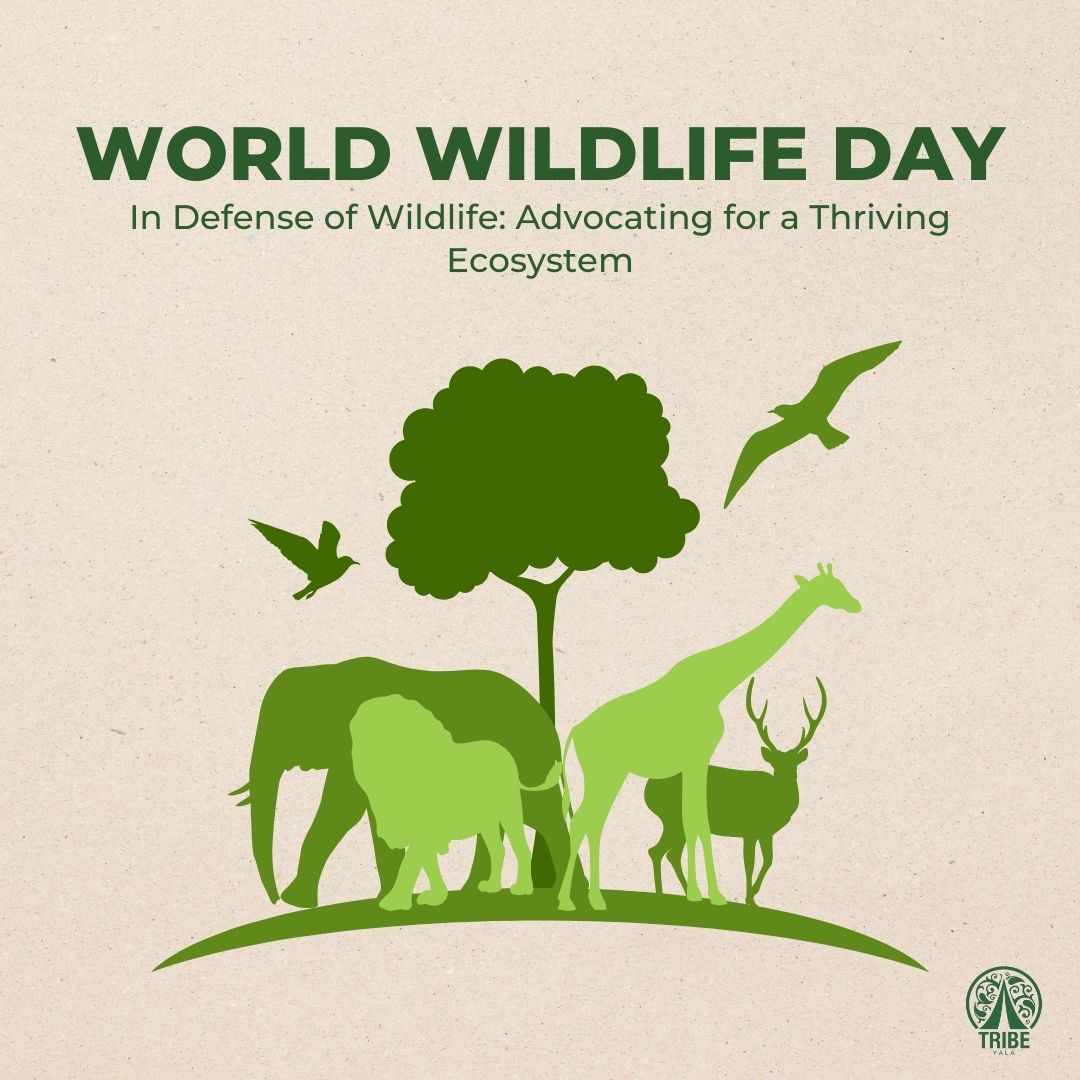 WORLD WILDLIFE DAY
In Defense of Wildlife: Advocating for a Thriving
Ecosystem
TRIBE
YALA